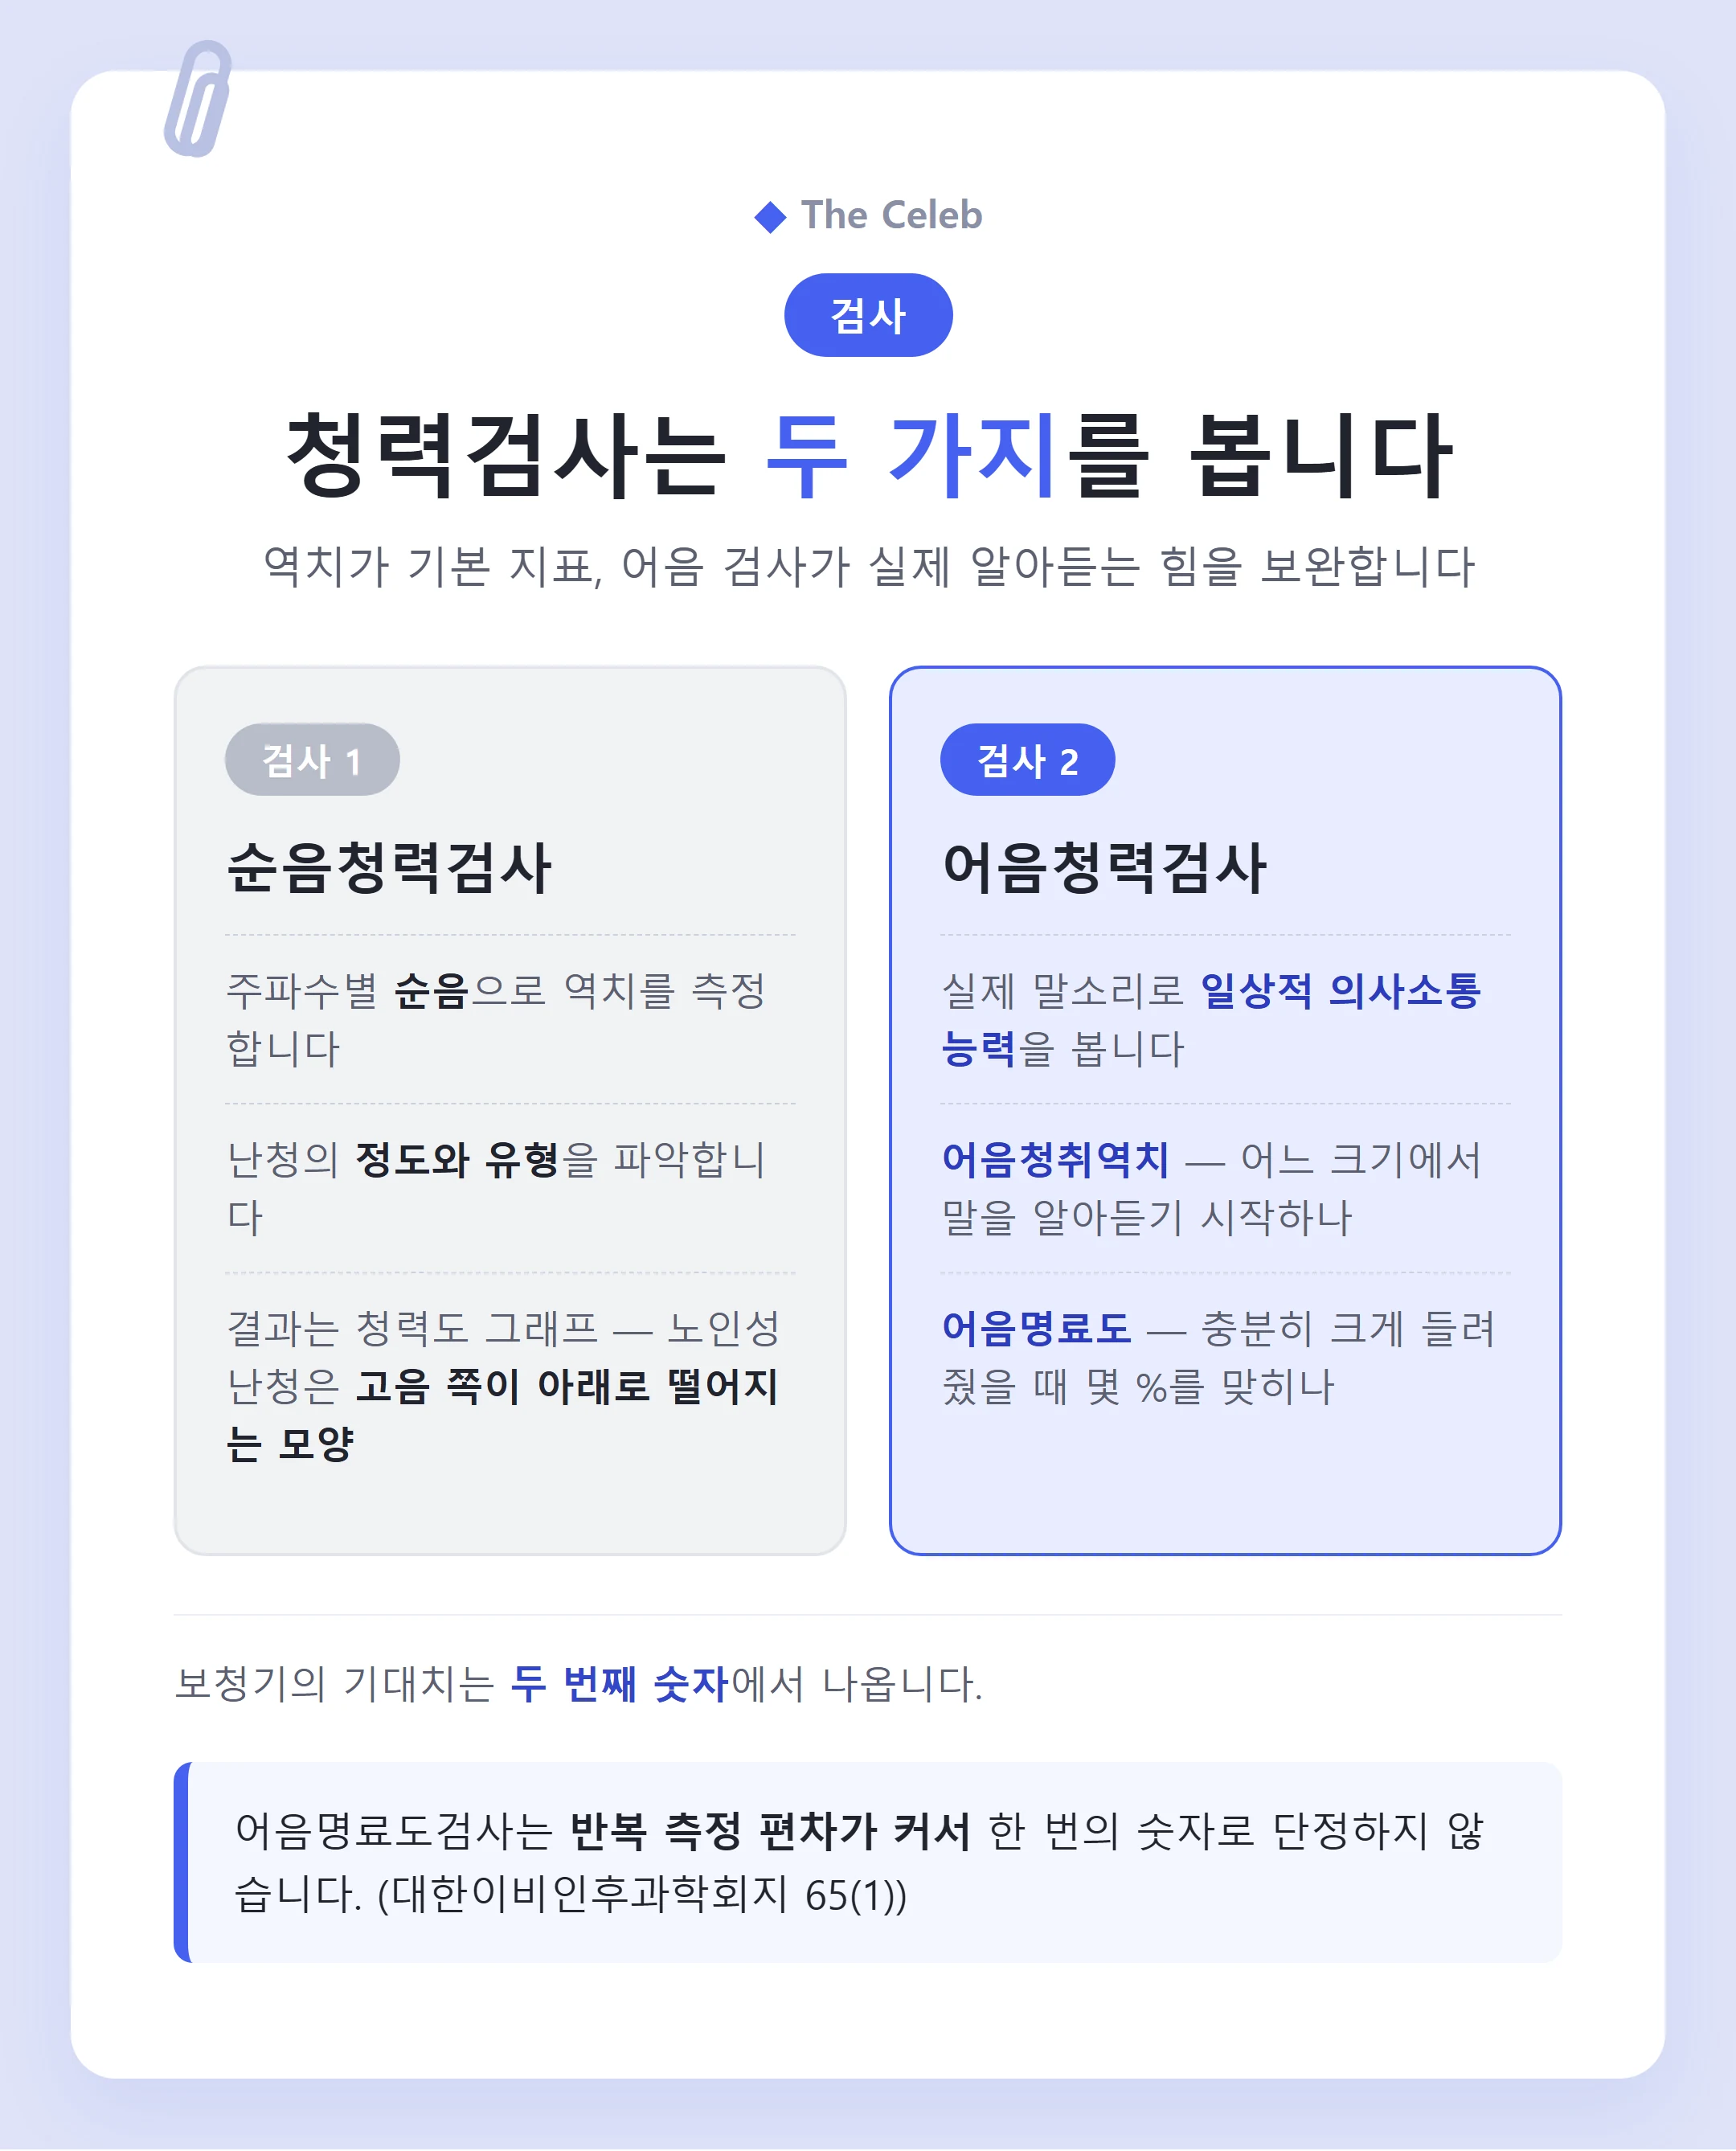 The Celeb
검사
청력검사는 두 가지를 봅니다
역치가 기본 지표, 어음 검사가 실제 알아듣는 힘을 보완합니다
검사 1
순음청력검사
주파수별 순음으로 역치를 측정
합니다
난청의 정도와 유형을 파악합니
다
결과는 청력도 그래프 — 노인성
난청은 고음 쪽이 아래로 떨어지
는 모양
검사 2
어음청력검사
실제 말소리로 일상적 의사소통
능력을 봅니다
어음청취역치 — 어느 크기에서
말을 알아듣기 시작하나
어음명료도 — 충분히 크게 들려
줬을 때 몇 %를 맞히나
보청기의 기대치는 두 번째 숫자에서 나옵니다.
어음명료도검사는 반복 측정 편차가 커서 한 번의 숫자로 단정하지 않
습니다. (대한이비인후과학회지 65(1))